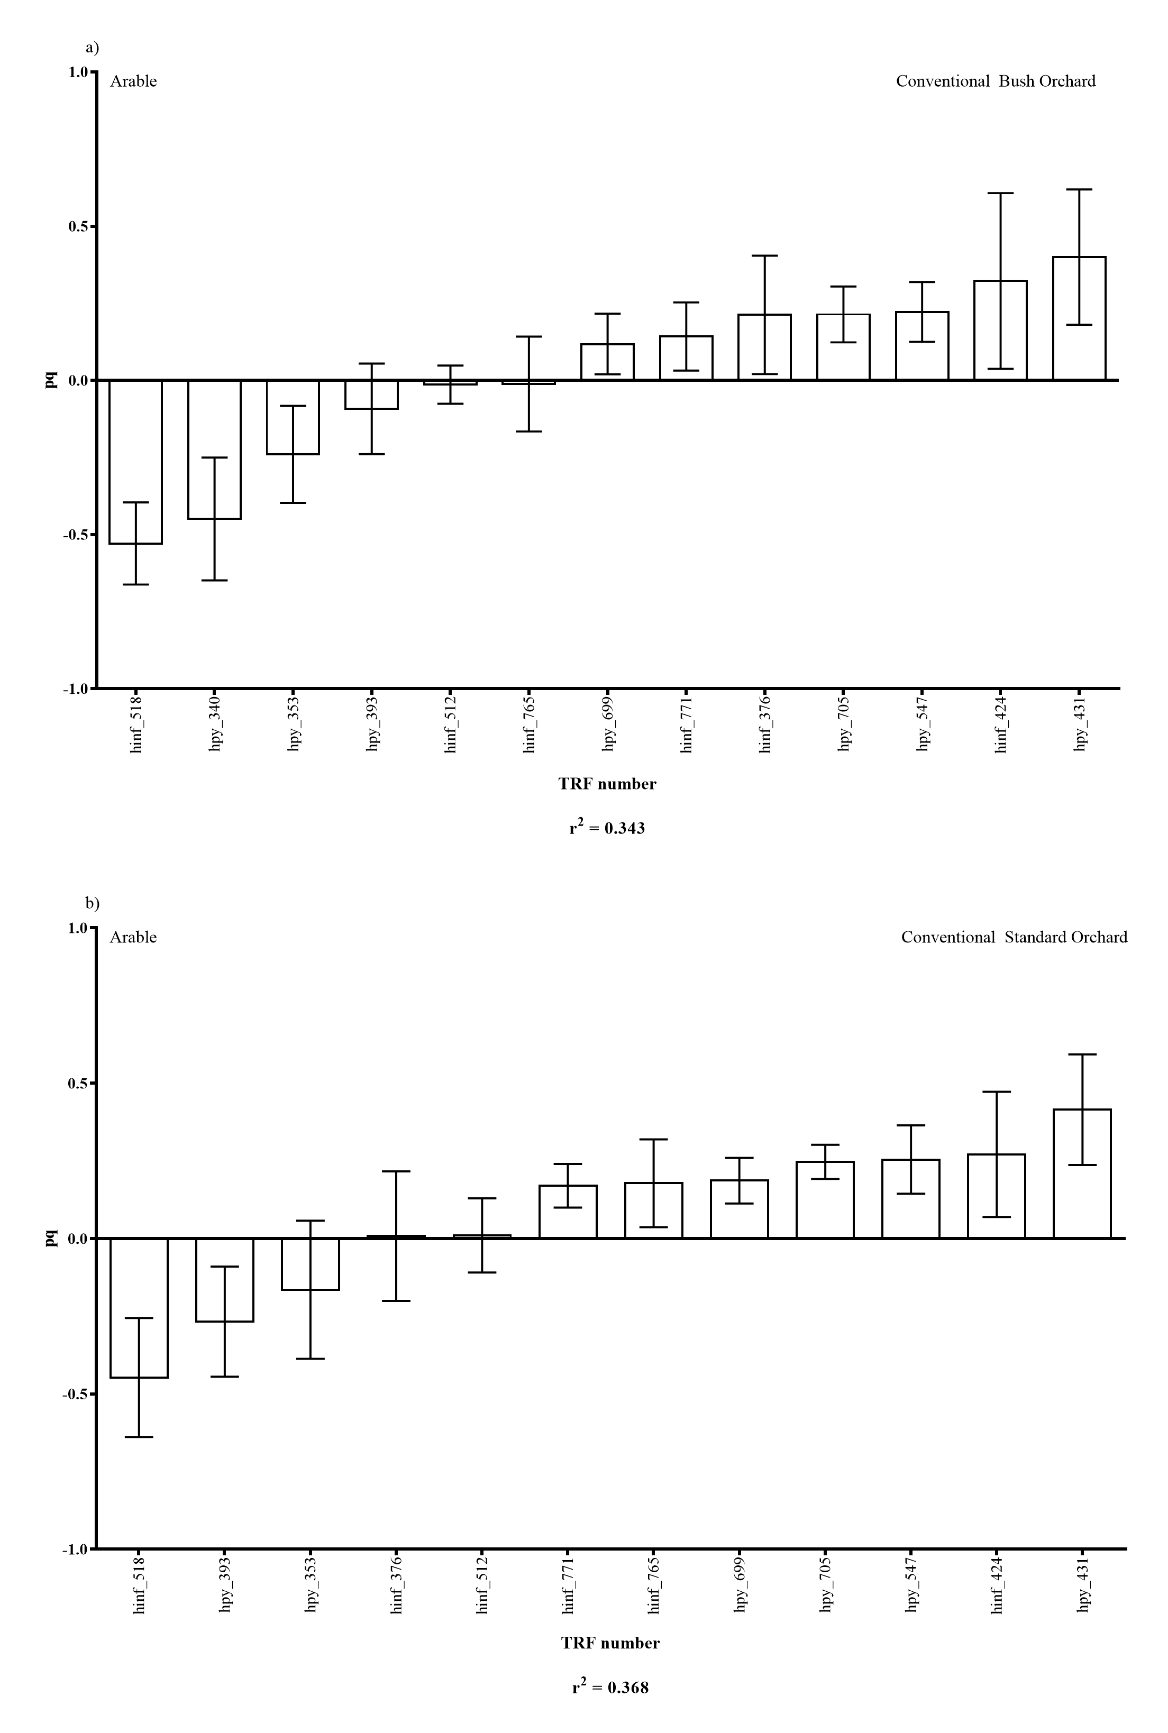 a)
1.0
Arable
Conventional Bush Orchard
0.5
pq
0.0
-0.5
-1.0
hinf_518
hpy_340
hpy_353
hpy_393
hinf_512
hinf_765
hpy_699
hinf_771
hinf_376
hpy_705
hpy_547
hinf_424
hpy_431
TRF number
r² = 0.343
b)
1.0
Arable
Conventional Standard Orchard
0.5
pq
0.0
-0.5
-1.0
hinf_518
hpy_393
hpy_353
hinf_376
hinf_512
hinf_771
hinf_765
hpy_699
hpy_705
hpy_547
hinf_424
hpy_431
TRF number
r² = 0.368